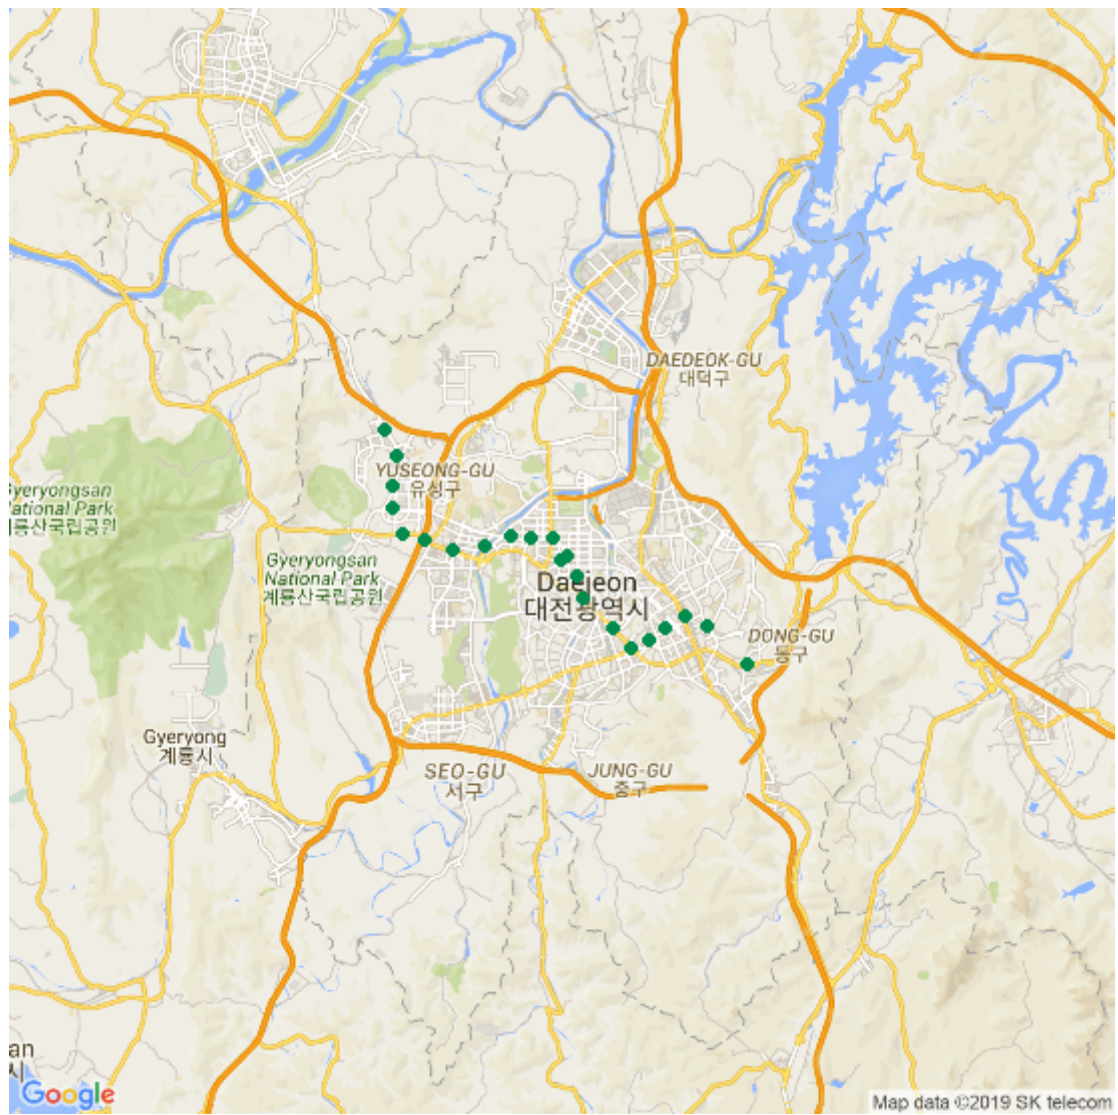 DAEDEOK-GU
대덕구
YUSEONG-GU
유성구
Gyeryongsan
National Park
계룡산국립공원
Gyeryongsan
National Park
계룡산국립공원
Daejeon
대전광역시
DONG-GU
동구
Gyeryong
계룡시
SEO-GU
서구
JUNG-GU
중구
an
시
Google
Map data ©2019 SK telecom